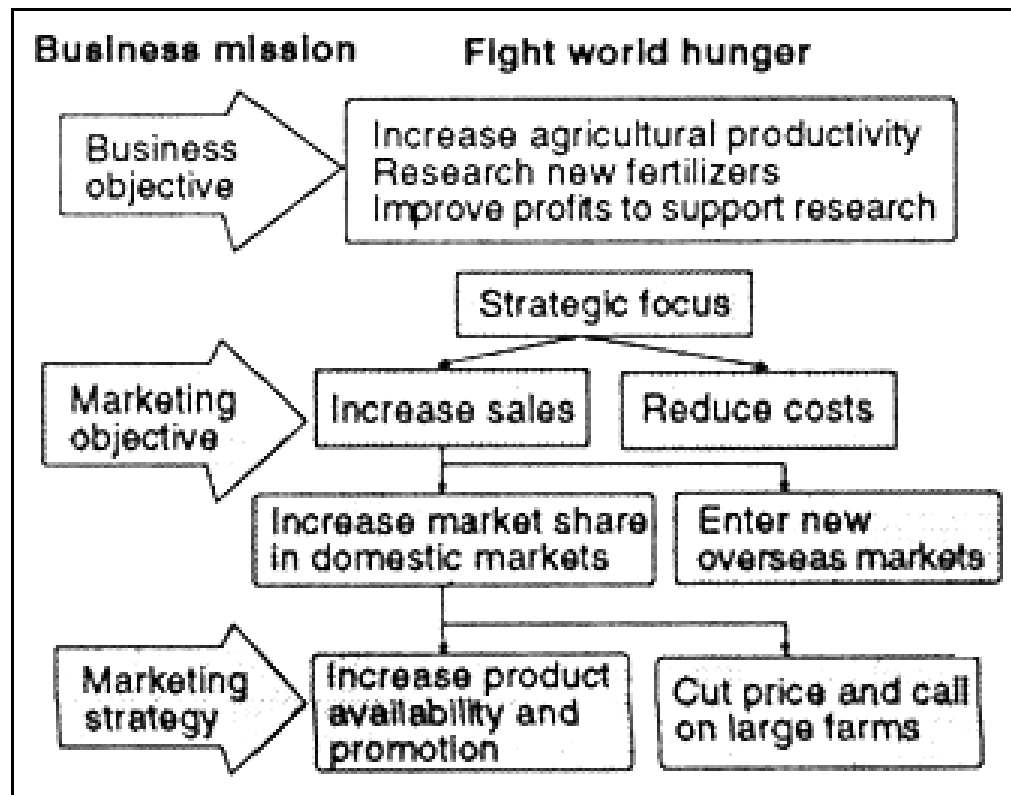 Business mission
Fight world hunger
Business
objective
Increase agricultural productivity
Research new fertilizers
Improve profits to support research
Strategic focus
Marketing
objective
Increase sales
Reduce costs
Increase market share
in domestic markets
Enter new
overseas markets
Marketing
strategy
Increase product
availability and
promotion
Cut price and call
on large farms